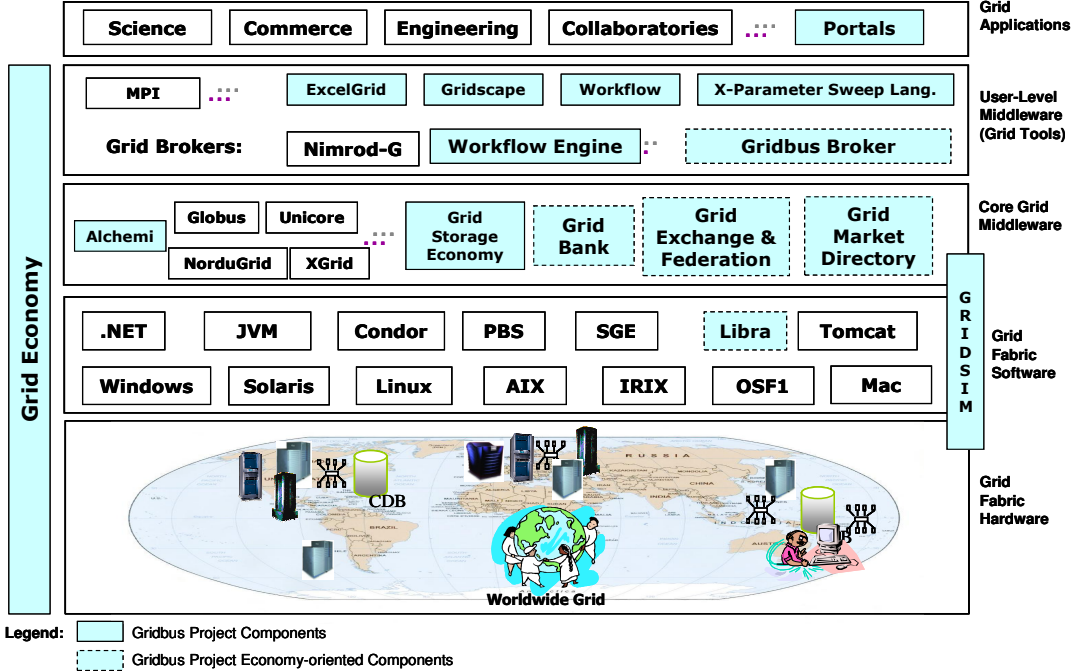 Science Commerce Engineering Collaboratories Portals
Grid
Applications
MPI ExcelGrid Gridscape Workflow X-Parameter Sweep Lang.
User-Level
Middleware
(Grid Tools)
Grid Brokers: Nimrod-G Workflow Engine Gridbus Broker
Grid Economy
Alchemi Globus Unicore
NorduGrid XGrid
Grid
Storage
Economy
Grid
Bank
Grid
Exchange &
Federation
Grid
Market
Directory
Core Grid
Middleware
GRIDSIM
.NET JVM Condor PBS SGE Libra Tomcat
Windows Solaris Linux AIX IRIX OSF1 Mac
Grid
Fabric
Software
RUSSIA
CHINA
INDIA
BRAZIL
CDB
Worldwide Grid
Grid
Fabric
Hardware
Legend: Gridbus Project Components
Gridbus Project Economy-oriented Components